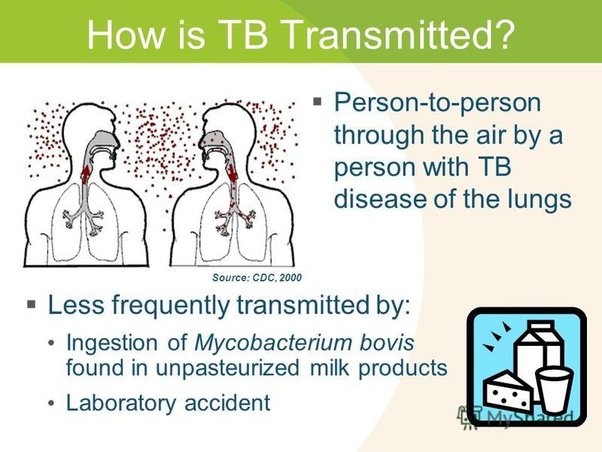 How is TB Transmitted?
▪ Person-to-person
through the air by a
person with TB
disease of the lungs
Source: CDC, 2000
▪ Less frequently transmitted by:
• Ingestion of Mycobacterium bovis
found in unpasteurized milk products
• Laboratory accident
MyShared